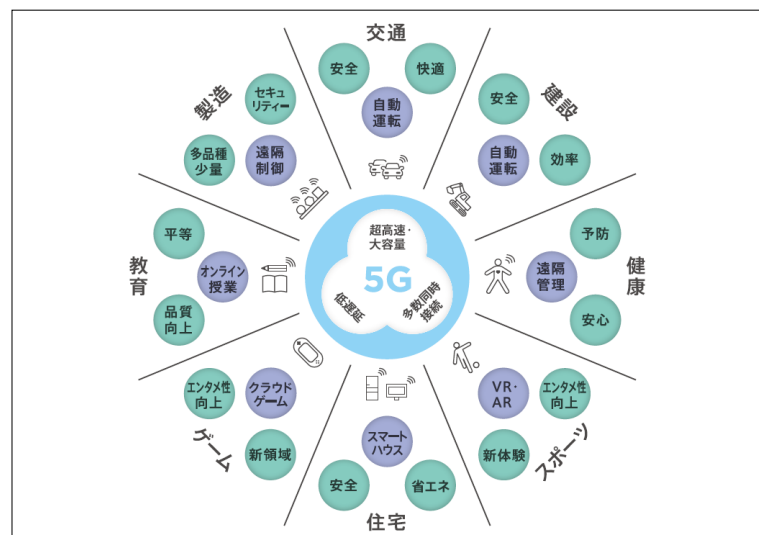 交通
安全
快適
自動
運転
建設
安全
自動
運転
効率
健康
予防
遠隔
管理
安心
スポーツ
VR・
AR
エンタメ性
向上
新体験
住宅
スマート
ハウス
安全
省エネ
ゲーム
エンタメ性
向上
クラウド
ゲーム
新領域
教育
平等
オンライン
授業
品質
向上
製造
セキュ
リティー
多品種
少量
遠隔
制御
超高速・
大容量
5G
低遅延
多数同時
接続